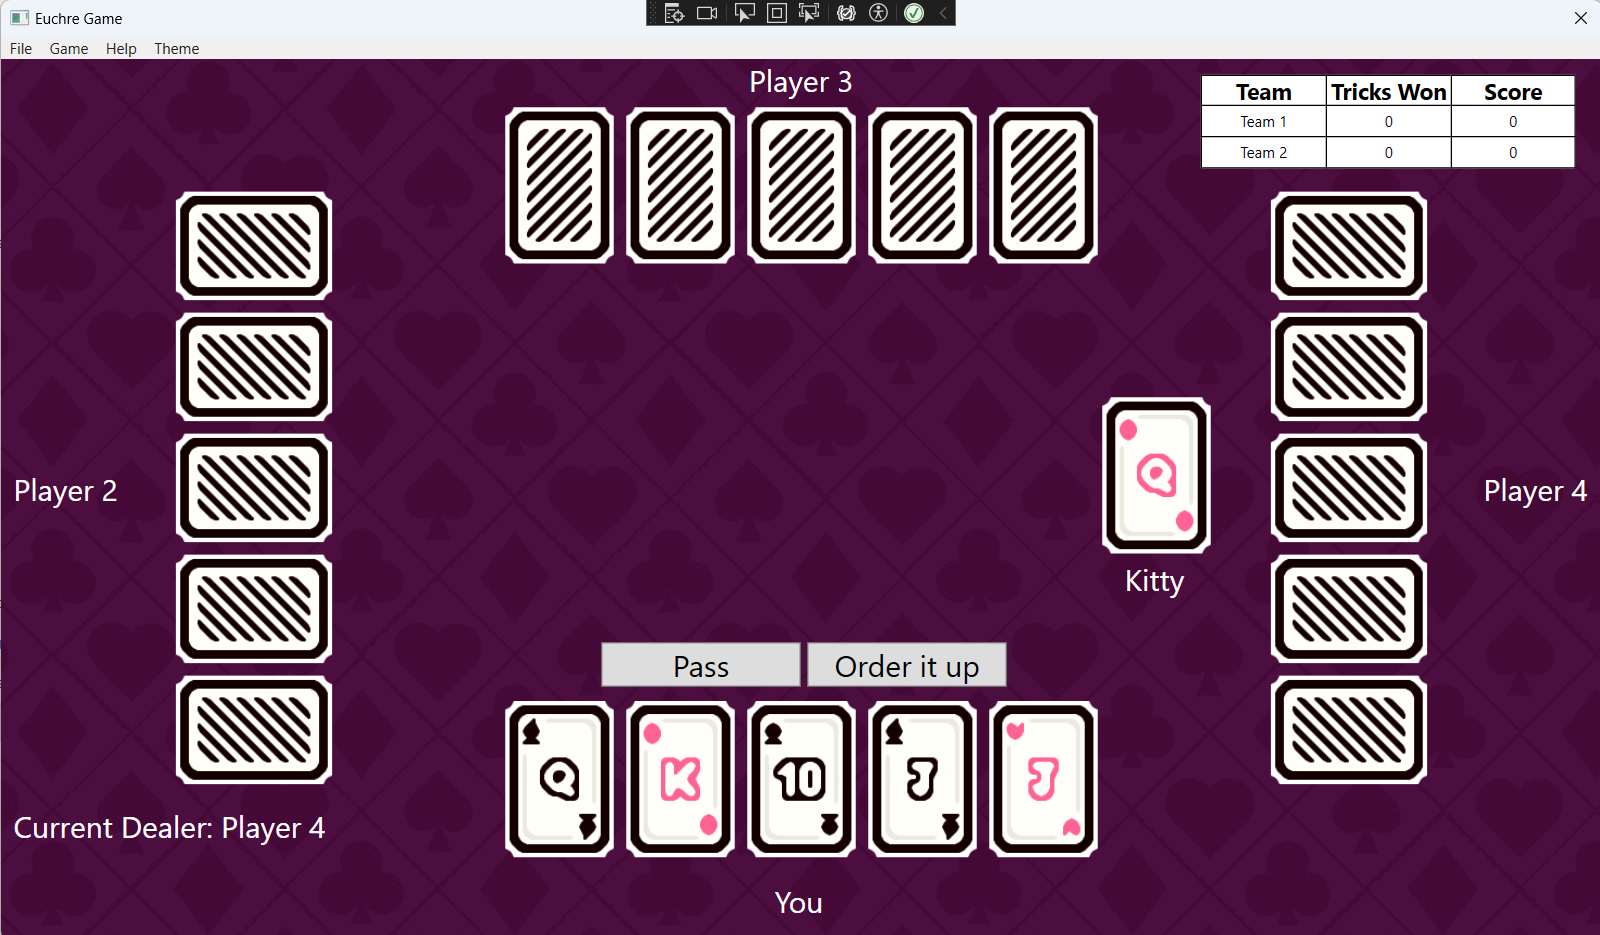 Euchre Game
File Game Help Theme
Player 3
Team Tricks Won Score
Team 1 0 0
Team 2 0 0
Player 2
Player 4
Q
Kitty
Pass Order it up
Q K 10 J J
Current Dealer: Player 4
You